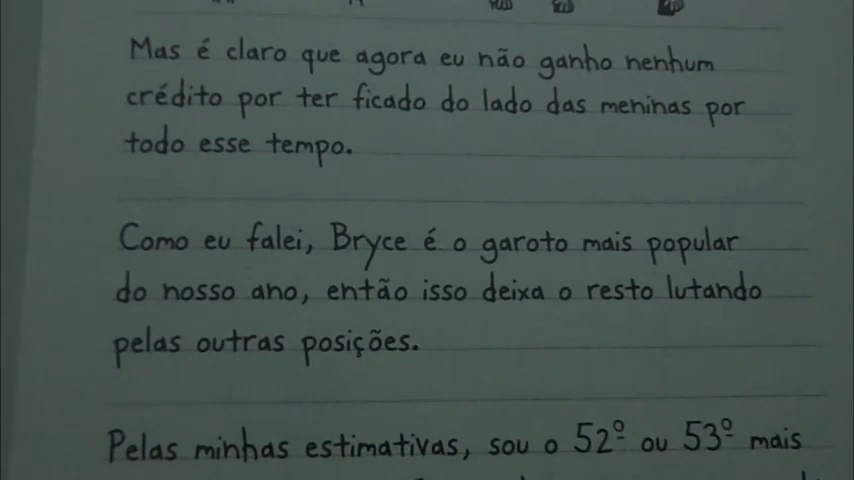 Mas é claro que agora eu não ganho nenhum
crédito por ter ficado do lado das meninas por
todo esse tempo.
Como eu falei, Bryce é o garoto mais popular
do nosso ano, então isso deixa o resto lutando
pelas outras posições.
Pelas minhas estimativas, sou o 52º ou 53º mais